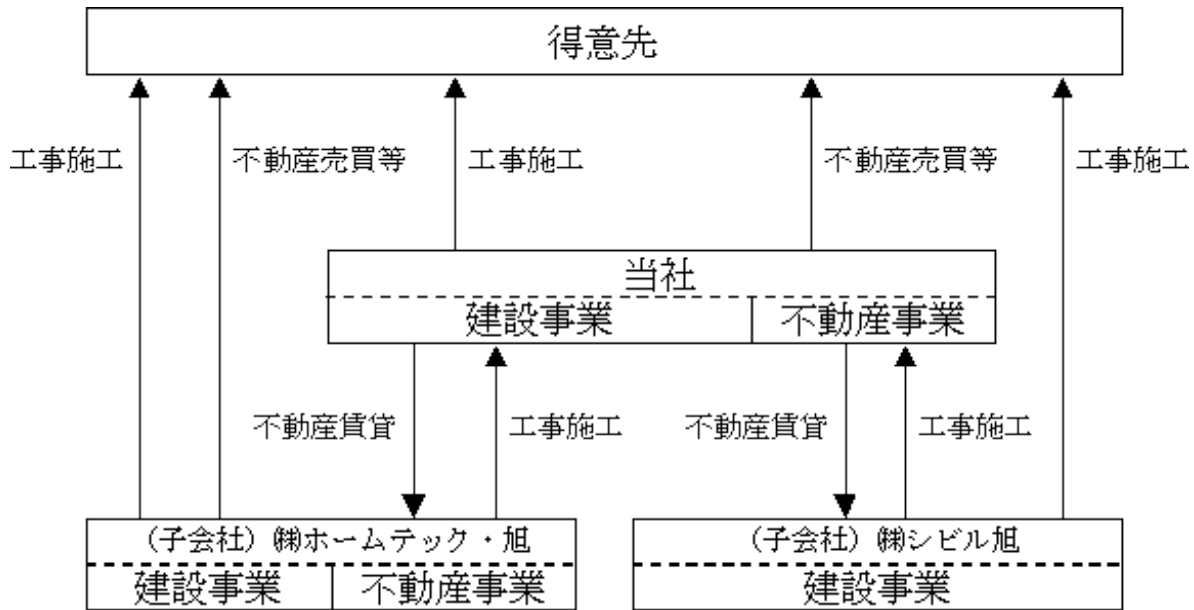 得意先
工事施工 不動産売買等 工事施工 不動産売買等 工事施工
当社
建設事業 不動産事業
不動産賃貸 工事施工 不動産賃貸 工事施工
(子会社)㈱ホームテック・旭 (子会社)㈱シビル旭
建設事業 不動産事業 建設事業